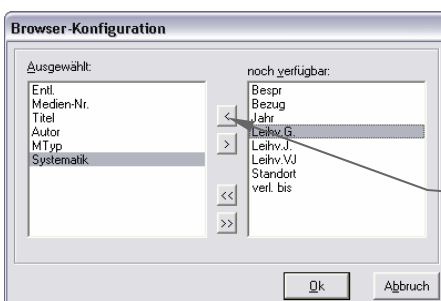 Browser-Konfiguration
Ausgewählt:
Entl.
Medien-Nr.
Titel
Autor
MTyp
Systematik
<
>
<<
>>
noch verfügbar:
Bespr
Bezug
Jahr
Leihv.G.
Leihv.J.
Leihv.VJ
Standort
verl. bis
Ok
Abbruch